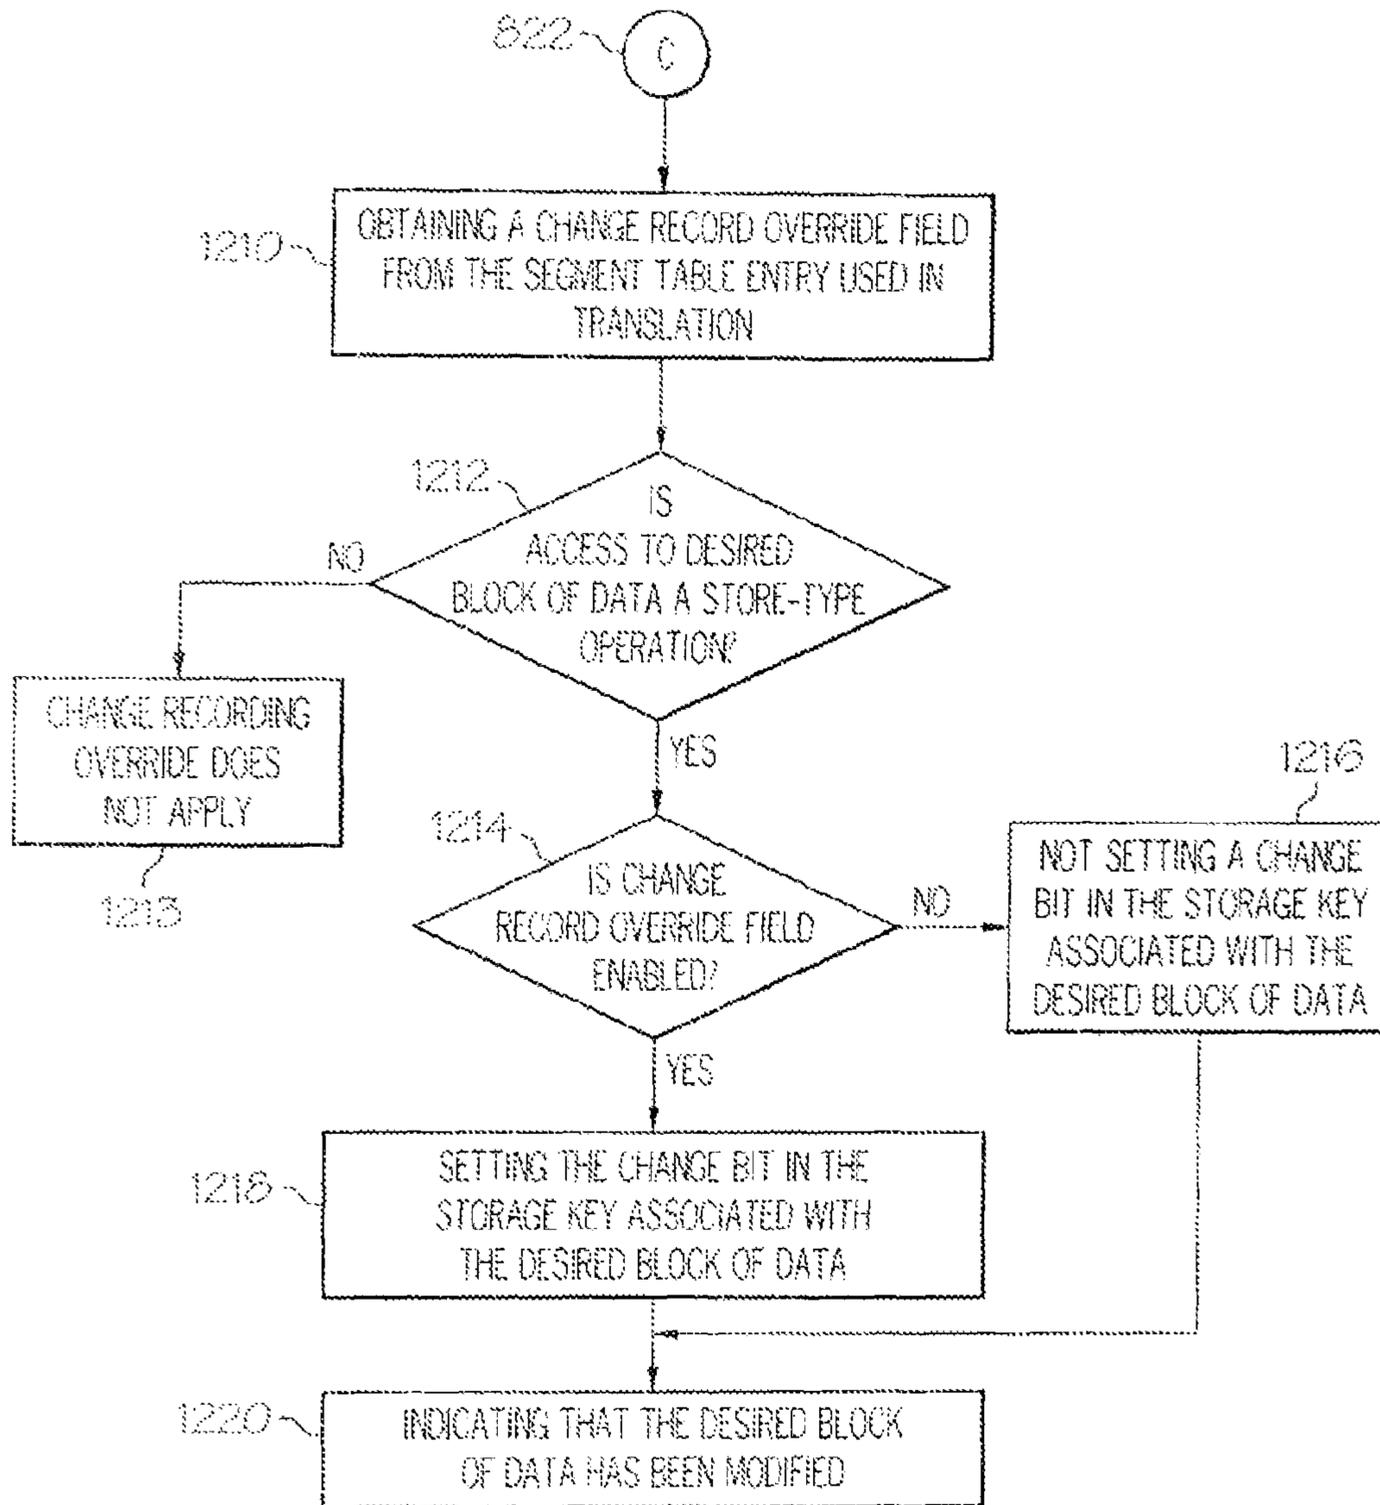 822
C
1210
OBTAINING A CHANGE RECORD OVERRIDE FIELD
FROM THE SEGMENT TABLE ENTRY USED IN
TRANSLATION
1212
IS
ACCESS TO DESIRED
BLOCK OF DATA A STORE-TYPE
OPERATION?
NO
CHANGE RECORDING
OVERRIDE DOES
NOT APPLY
1213
YES
1214
IS CHANGE
RECORD OVERRIDE FIELD
ENABLED?
NO
1216
NOT SETTING A CHANGE
BIT IN THE STORAGE KEY
ASSOCIATED WITH THE
DESIRED BLOCK OF DATA
YES
1218
SETTING THE CHANGE BIT IN THE
STORAGE KEY ASSOCIATED WITH
THE DESIRED BLOCK OF DATA
1220
INDICATING THAT THE DESIRED BLOCK
OF DATA HAS BEEN MODIFIED